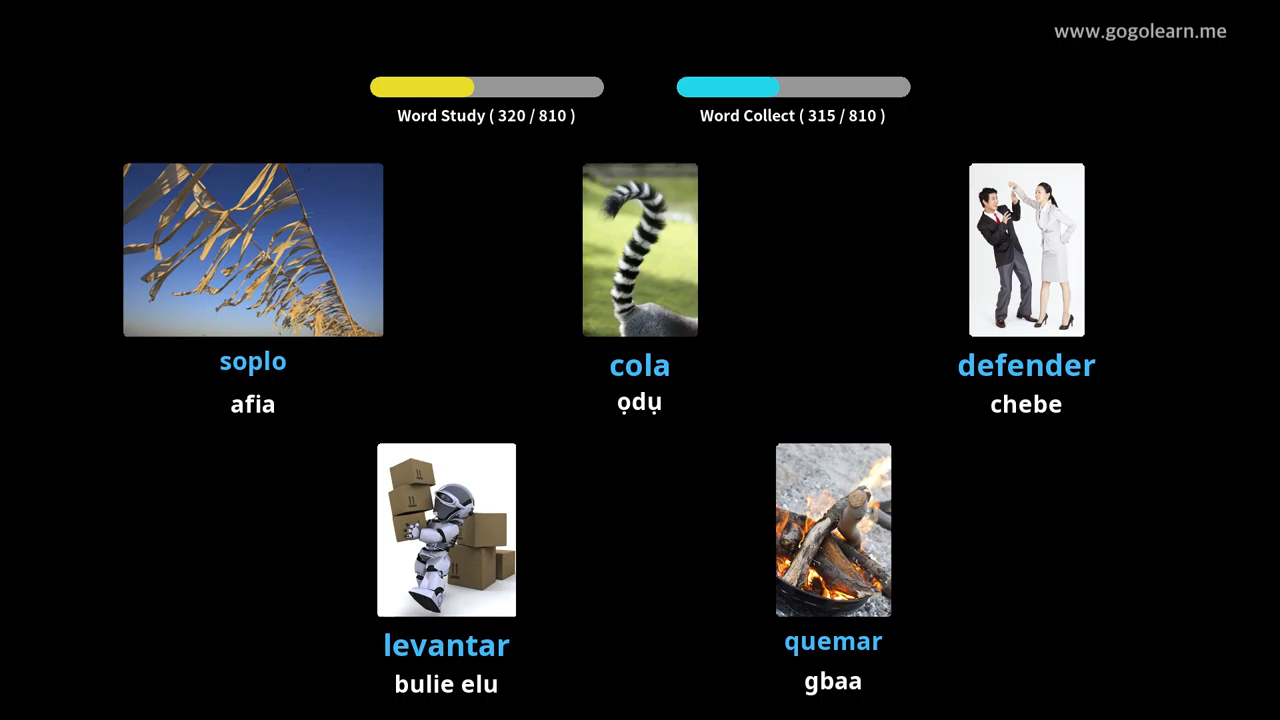 www.gogolearn.me
Word Study ( 320 / 810 )
Word Collect ( 315 / 810 )
soplo
afia
cola
ọdụ
defender
chebe
levantar
bulie elu
quemar
gbaa